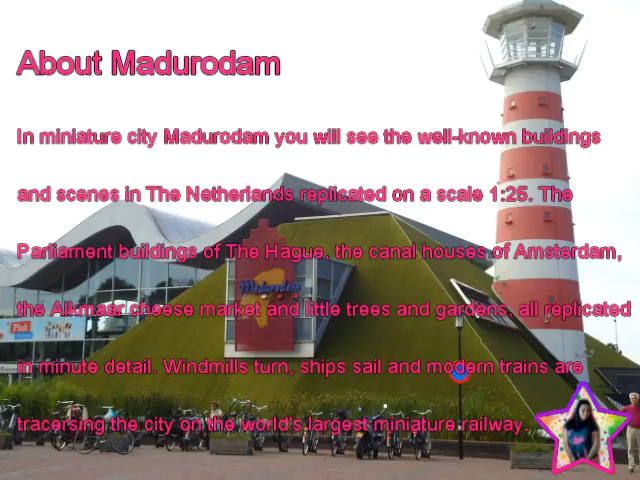 About Madurodam
In miniature city Madurodam you will see the well-known buildings
and scenes in The Netherlands replicated on a scale 1:25. The
Parliament buildings of The Hague, the canal houses of Amsterdam,
Madurodam
the Alkmaar cheese market and little trees and gardens, all replicated
in minute detail. Windmills turn, ships sail and modern trains are
tracersing the city on the world's largest miniature railway.